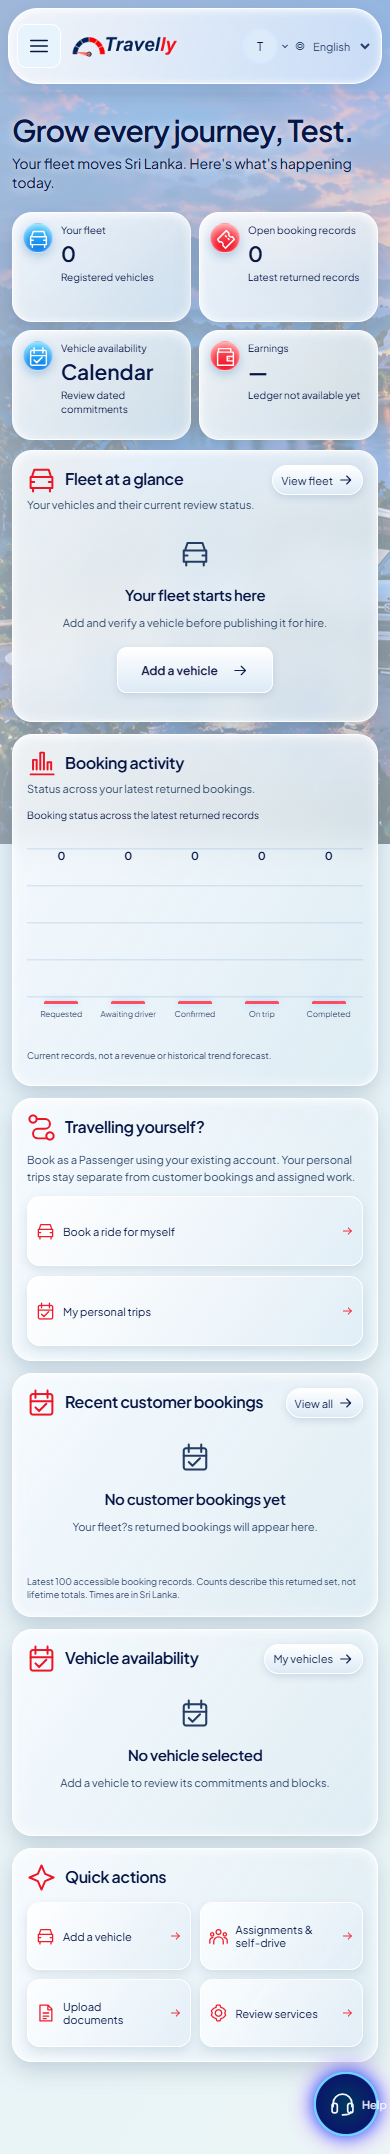 Travelly
T
English
Grow every journey, Test.
Your fleet moves Sri Lanka. Here's what's happening
today.
Your fleet
0
Registered vehicles
Open booking records
0
Latest returned records
Vehicle availability
Calendar
Review dated
commitments
Earnings
—
Ledger not available yet
Fleet at a glance
View fleet
Your vehicles and their current review status.
Your fleet starts here
Add and verify a vehicle before publishing it for hire.
Add a vehicle
Booking activity
Status across your latest returned bookings.
Booking status across the latest returned records
0 0 0 0 0
Requested Awaiting driver Confirmed On trip Completed
Current records, not a revenue or historical trend forecast.
Travelling yourself?
Book as a Passenger using your existing account. Your personal
trips stay separate from customer bookings and assigned work.
Book a ride for myself
My personal trips
Recent customer bookings
View all
No customer bookings yet
Your fleet?s returned bookings will appear here.
Latest 100 accessible booking records. Counts describe this returned set, not
lifetime totals. Times are in Sri Lanka.
Vehicle availability
My vehicles
No vehicle selected
Add a vehicle to review its commitments and blocks.
Quick actions
Add a vehicle
Assignments &
self-drive
Upload
documents
Review services
Help